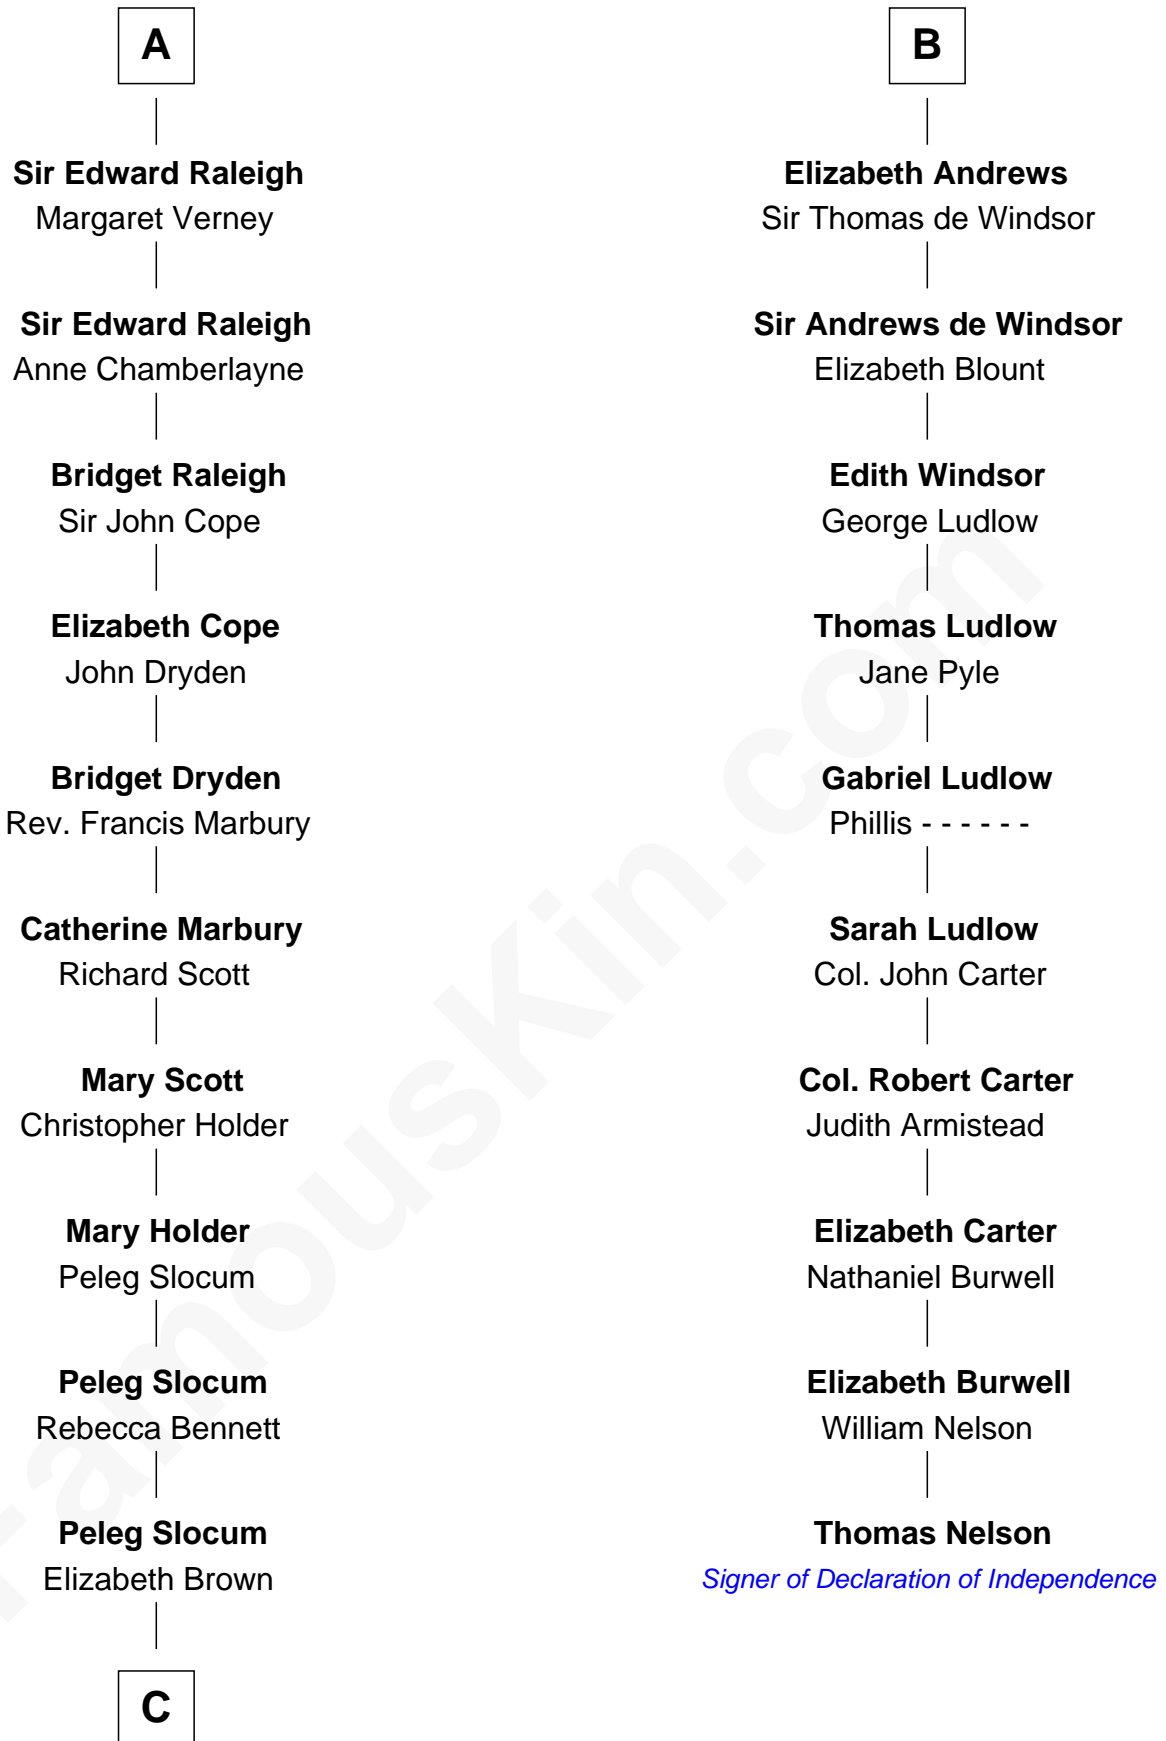 A
Sir Edward Raleigh
Margaret Verney
Sir Edward Raleigh
Anne Chamberlayne
Bridget Raleigh
Sir John Cope
Elizabeth Cope
John Dryden
Bridget Dryden
Rev. Francis Marbury
Catherine Marbury
Richard Scott
Mary Scott
Christopher Holder
Mary Holder
Peleg Slocum
Peleg Slocum
Rebecca Bennett
Peleg Slocum
Elizabeth Brown
C
B
Elizabeth Andrews
Sir Thomas de Windsor
Sir Andrews de Windsor
Elizabeth Blount
Edith Windsor
George Ludlow
Thomas Ludlow
Jane Pyle
Gabriel Ludlow
Phillis - - - - - -
Sarah Ludlow
Col. John Carter
Col. Robert Carter
Judith Armistead
Elizabeth Carter
Nathaniel Burwell
Elizabeth Burwell
William Nelson
Thomas Nelson
Signer of Declaration of Independence
FamousKin.com